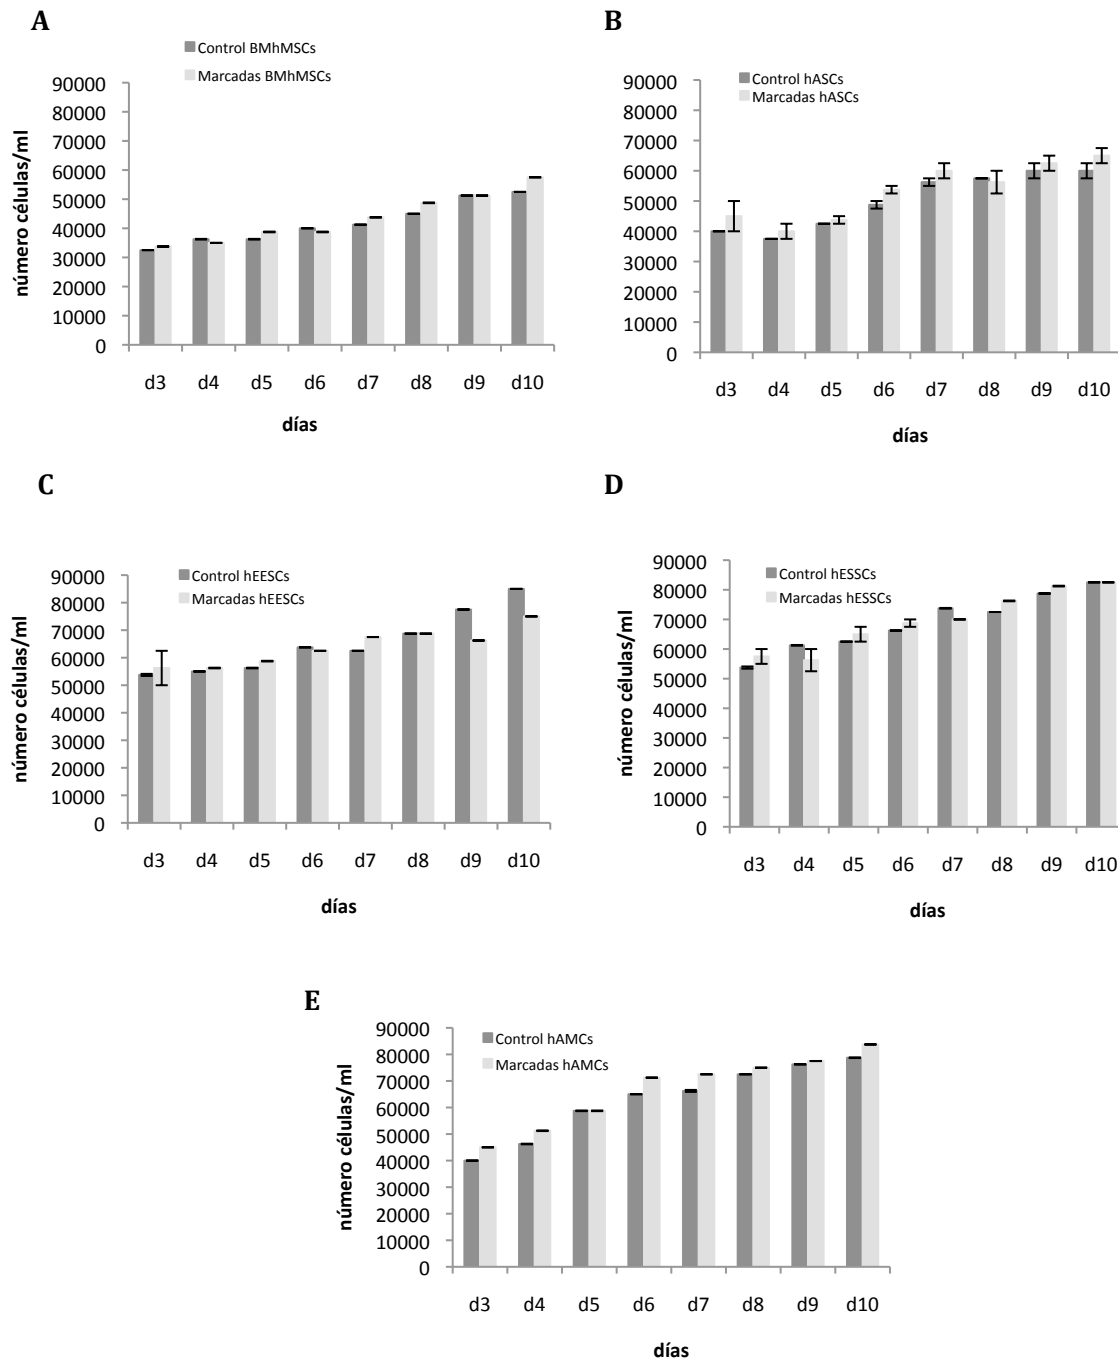 A
Control BMhMSCs
Marcadas BMhMSCs
90000
80000
70000
60000
50000
40000
30000
20000
10000
0
número células/ml
d3 d4 d5 d6 d7 d8 d9 d10
días
B
Control hASCs
Marcadas hASCs
90000
80000
70000
60000
50000
40000
30000
20000
10000
0
número células/ml
d3 d4 d5 d6 d7 d8 d9 d10
días
C
Control hEESCs
Marcadas hEESCs
90000
80000
70000
60000
50000
40000
30000
20000
10000
0
número células/ml
d3 d4 d5 d6 d7 d8 d9 d10
días
D
Control hESSCs
Marcadas hESSCs
90000
80000
70000
60000
50000
40000
30000
20000
10000
0
número células/ml
d3 d4 d5 d6 d7 d8 d9 d10
días
E
Control hAMCs
Marcadas hAMCs
90000
80000
70000
60000
50000
40000
30000
20000
10000
0
número células/ml
d3 d4 d5 d6 d7 d8 d9 d10
días